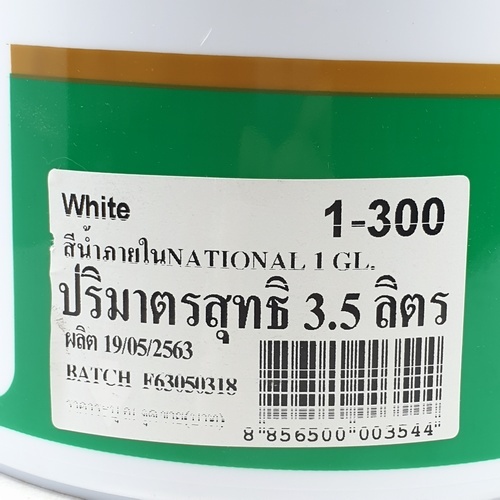 White 1-300
สีน้ำภายในNATIONAL 1 GL.
ปริมาตรสุทธิ 3.5 ลิตร
ผลิต 19/05/2563
BATCH F63050318
8 856500 003544